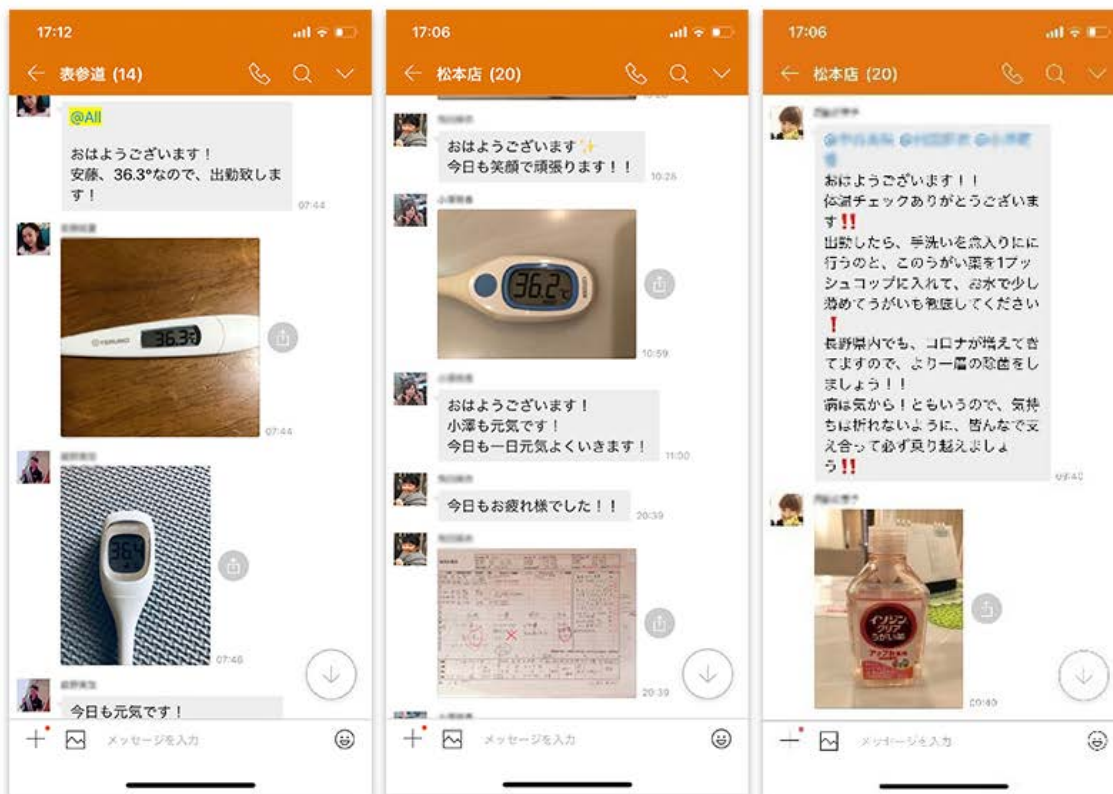 17:12
表参道 (14)
@All
おはようございます！
安藤、36.3°なので、出勤致しま
す！
07:44
TERUMO
36.3
07:44
36.4
07:46
今日も元気です！
メッセージを入力
17:06
松本店 (20)
おはようございます✨
今日も笑顔で頑張ります！！
10:28
36.2℃
10:59
おはようございます！
小澤も元気です！
今日も一日元気よくいきます！
11:00
今日もお疲れ様でした！！
20:39
20:39
メッセージを入力
17:06
松本店 (20)
おはようございます！！
体温チェックありがとうございま
す‼️
出勤したら、手洗いを念入りにに
行うのと、このうがい薬を1プッ
シュコップに入れて、お水で少し
薄めてうがいも徹底してください
❗
長野県内でも、コロナが増えてき
てますので、より一層の除菌をし
ましょう！！
病は気から！ともいうので、気持
ちは折れないように、皆んなで支
え合って必ず乗り越えましょ
う‼️
09:40
イソジン
クリア
うがい薬
09:40
メッセージを入力